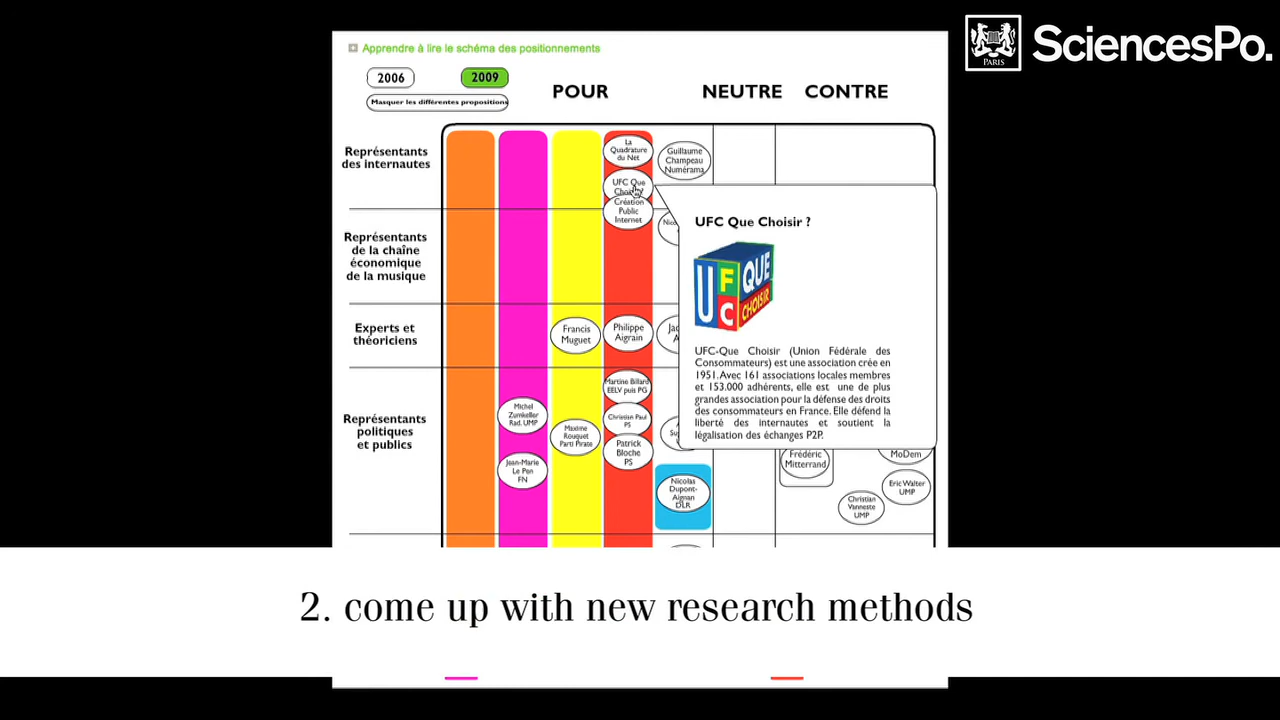 Apprendre à lire le schéma des positionnements
PARIS
SciencesPo.
2006
2009
Masquer les différentes propositions
POUR
NEUTRE
CONTRE
Représentants
des internautes
La
Quadrature
du Net
Guillaume
Champeau
Numérama
UFC Que
Création
Public
Internet
UFC Que Choisir ?
UFC QUE
CHOISIR
Représentants
de la chaîne
économique
de la musique
Experts et
théoriciens
Francis
Muguet
Philippe
Aigrain
UFC-Que Choisir (Union Fédérale des
Consommateurs) est une association crée en
1951. Avec 161 associations locales membres
et 153.000 adhérents, elle est une de plus
grandes association pour la défense des droits
des consommateurs en France. Elle défend la
liberté des internautes et soutient la
légalisation des échanges P2P.
Représentants
politiques
et publics
Michel
Zumkeller
Rad. UMP
Jean-Marie
Le Pen
FN
Maxime
Rouquet
Parti Pirate
Martine Billard
EELV puis PG
Christian Paul
PS
Patrick
Bloche
PS
Nicolas
Dupont-
Aignan
DLR
Frédéric
Mitterrand
MoDem
Eric Walter
UMP
Christian
Vanneste
UMP
2. come up with new research methods